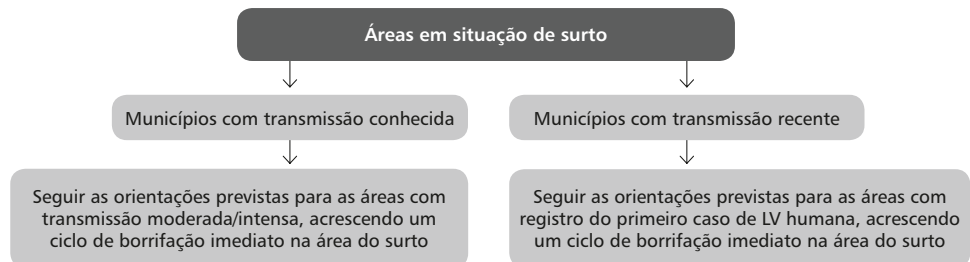 Áreas em situação de surto
Municípios com transmissão conhecida
Municípios com transmissão recente
Seguir as orientações previstas para as áreas com
transmissão moderada/intensa, acrescendo um
ciclo de borrifação imediato na área do surto
Seguir as orientações previstas para as áreas com
registro do primeiro caso de LV humana, acrescendo
um ciclo de borrifação imediato na área do surto